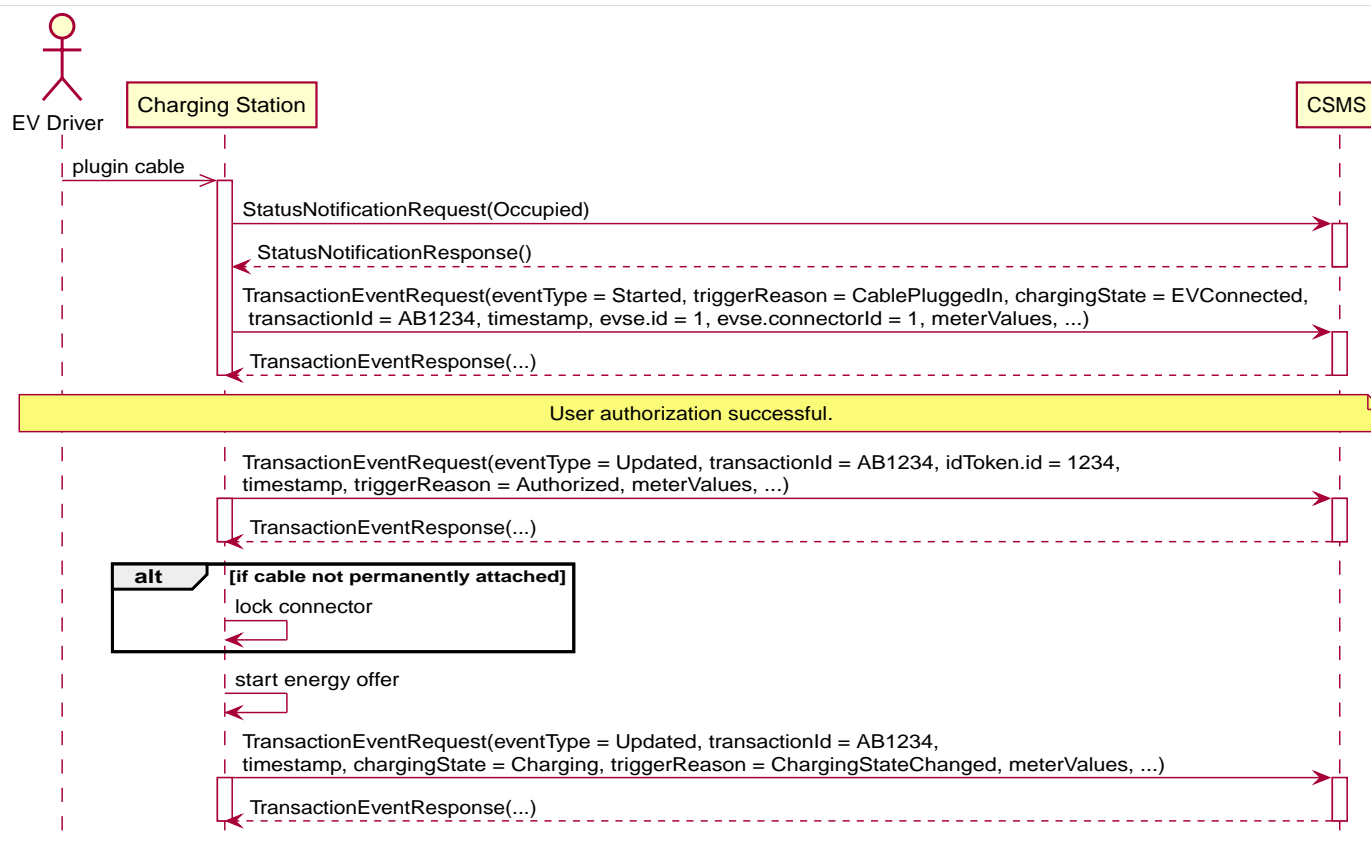 EV Driver
Charging Station
CSMS
plugin cable
StatusNotificationRequest(Occupied)
StatusNotificationResponse()
TransactionEventRequest(eventType = Started, triggerReason = CablePluggedIn, chargingState = EVConnected,
transactionId = AB1234, timestamp, evse.id = 1, evse.connectorId = 1, meterValues, ...)
TransactionEventResponse(...)
User authorization successful.
TransactionEventRequest(eventType = Updated, transactionId = AB1234, idToken.id = 1234,
timestamp, triggerReason = Authorized, meterValues, ...)
TransactionEventResponse(...)
alt [if cable not permanently attached]
lock connector
start energy offer
TransactionEventRequest(eventType = Updated, transactionId = AB1234,
timestamp, chargingState = Charging, triggerReason = ChargingStateChanged, meterValues, ...)
TransactionEventResponse(...)